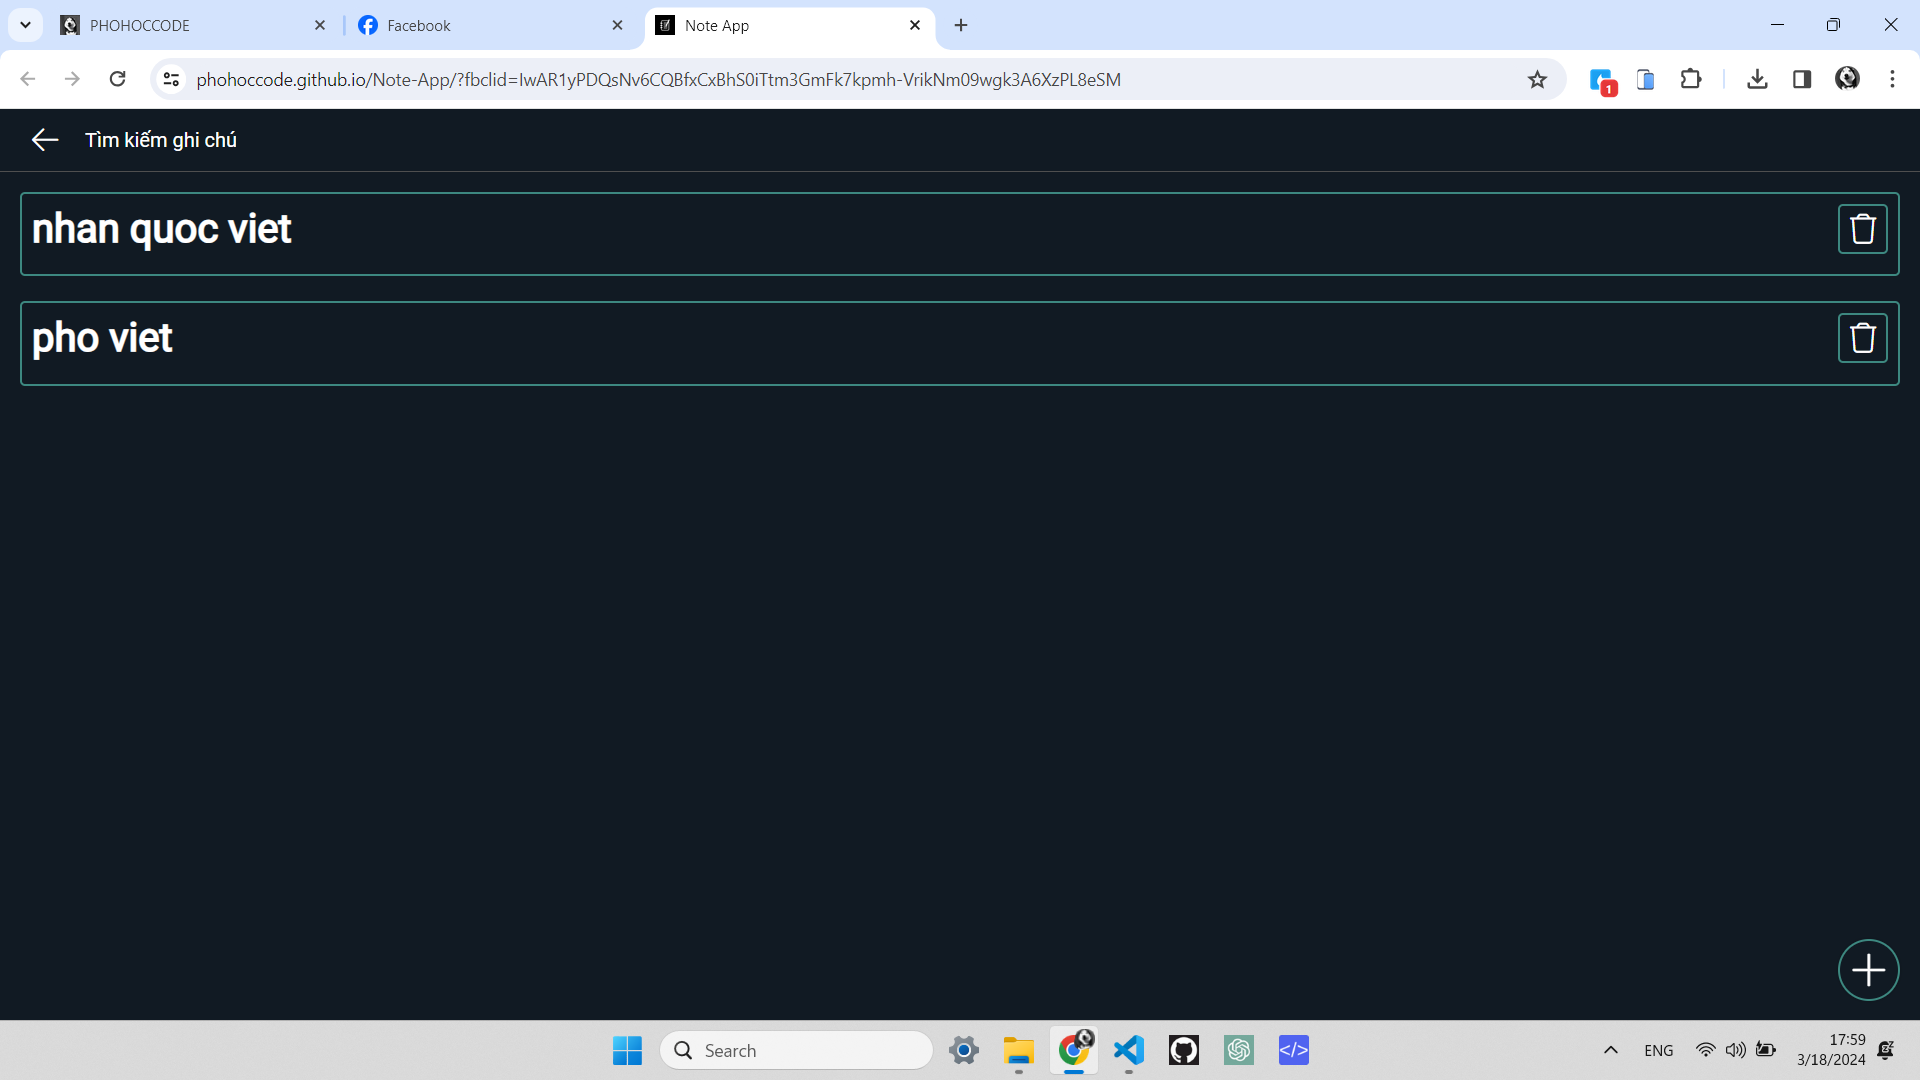 PHOHOCCODE
Facebook
Note App
phohoccode.github.io/Note-App/?fbclid=IwAR1yPDQsNv6CQBfxCxBhS0iTtm3GmFk7kpmh-VrikNm09wgk3A6XzPL8eSM
1
Tìm kiếm ghi chú
nhan quoc viet
pho viet
Search
ENG
17:59
3/18/2024